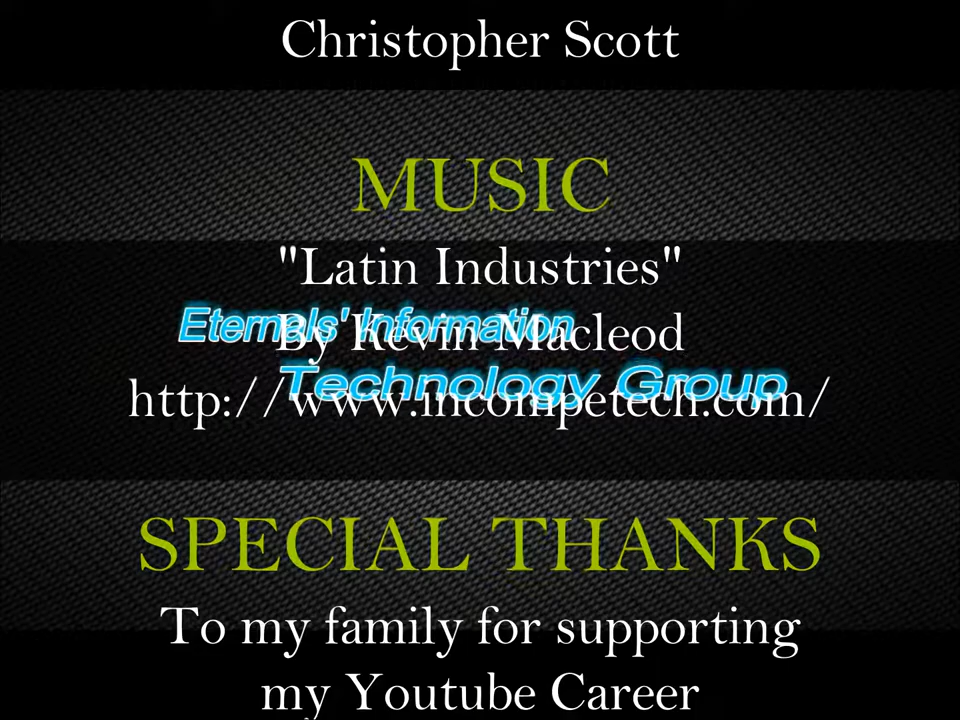 Christopher Scott
MUSIC
"Latin Industries"
Eternals' Information
By Kevin Macleod
Technology Group
http://www.incompetech.com/
SPECIAL THANKS
To my family for supporting
my Youtube Career